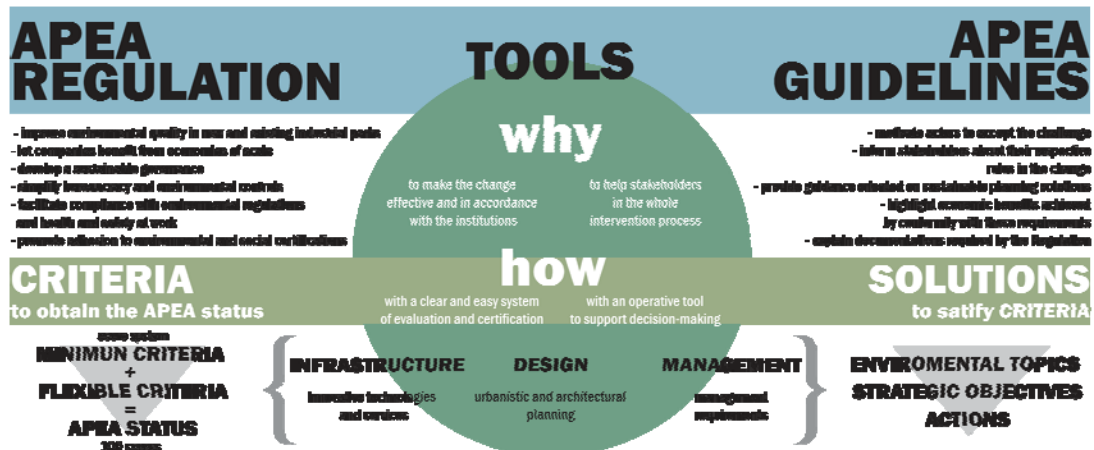 APEA
REGULATION
TOOLS
APEA
GUIDELINES
why
- improve environmental quality in new and existing industrial parks
- let companies benefit from economies of scale
- develop a sustainable governance
- simplify bureaucracy and environmental controls
- facilitate compliance with environmental regulations
and health and safety at work
- promote adhesion to environmental and social certifications
to make the change
effective and in accordance
with the institutions
to help stakeholders
in the whole
intervention process
- motivate actors to accept the challenge
- inform stakeholders about their respective
roles in the change
- provide guidance oriented on sustainable planning solutions
- highlight economic benefits achieved
by conformity with these requirements
- explain documentations required by the Regulation
how
CRITERIA
to obtain the APEA status
with a clear and easy system
of evaluation and certification
with an operative tool
to support decision-making
SOLUTIONS
to satify CRITERIA
score system
MINIMUN CRITERIA
+
FLEXIBLE CRITERIA
=
APEA STATUS
100
INFRASTRUCTURE
innovative technologies
and services
DESIGN
urbanistic and architectural
planning
MANAGEMENT
management
requirements
ENVIROMENTAL TOPICS
STRATEGIC OBJECTIVES
ACTIONS